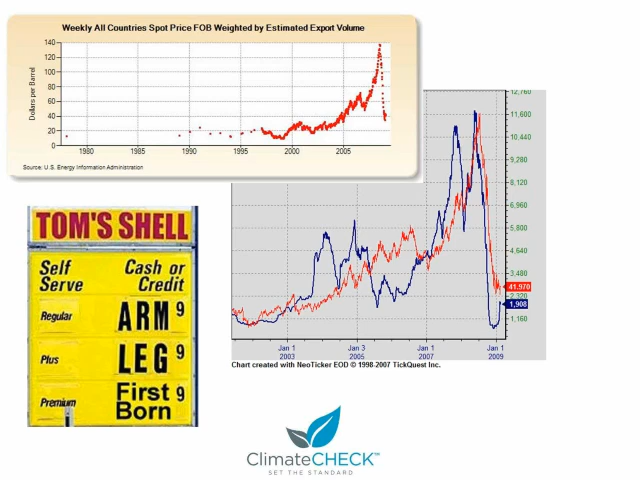 Weekly All Countries Spot Price FOB Weighted by Estimated Export Volume
Dollars per Barrel
140
120
100
80
60
40
20
0
1980 1985 1990 1995 2000 2005
Source: U.S. Energy Information Administration
12,760
11,600
10,440
9,280
8,120
6,960
5,800
4,640
3,480
41,970
2,320
1,908
1,160
Jan 1 Jan 3 Jan 1 Jan 1
2003 2005 2007 2009
Chart created with NeoTicker EOD © 1998-2007 TickQuest Inc.
TOM'S SHELL
Self Cash or
Serve Credit
Regular ARM 9
Plus LEG 9
Premium First Born 9
ClimateCHECK™
SET THE STANDARD